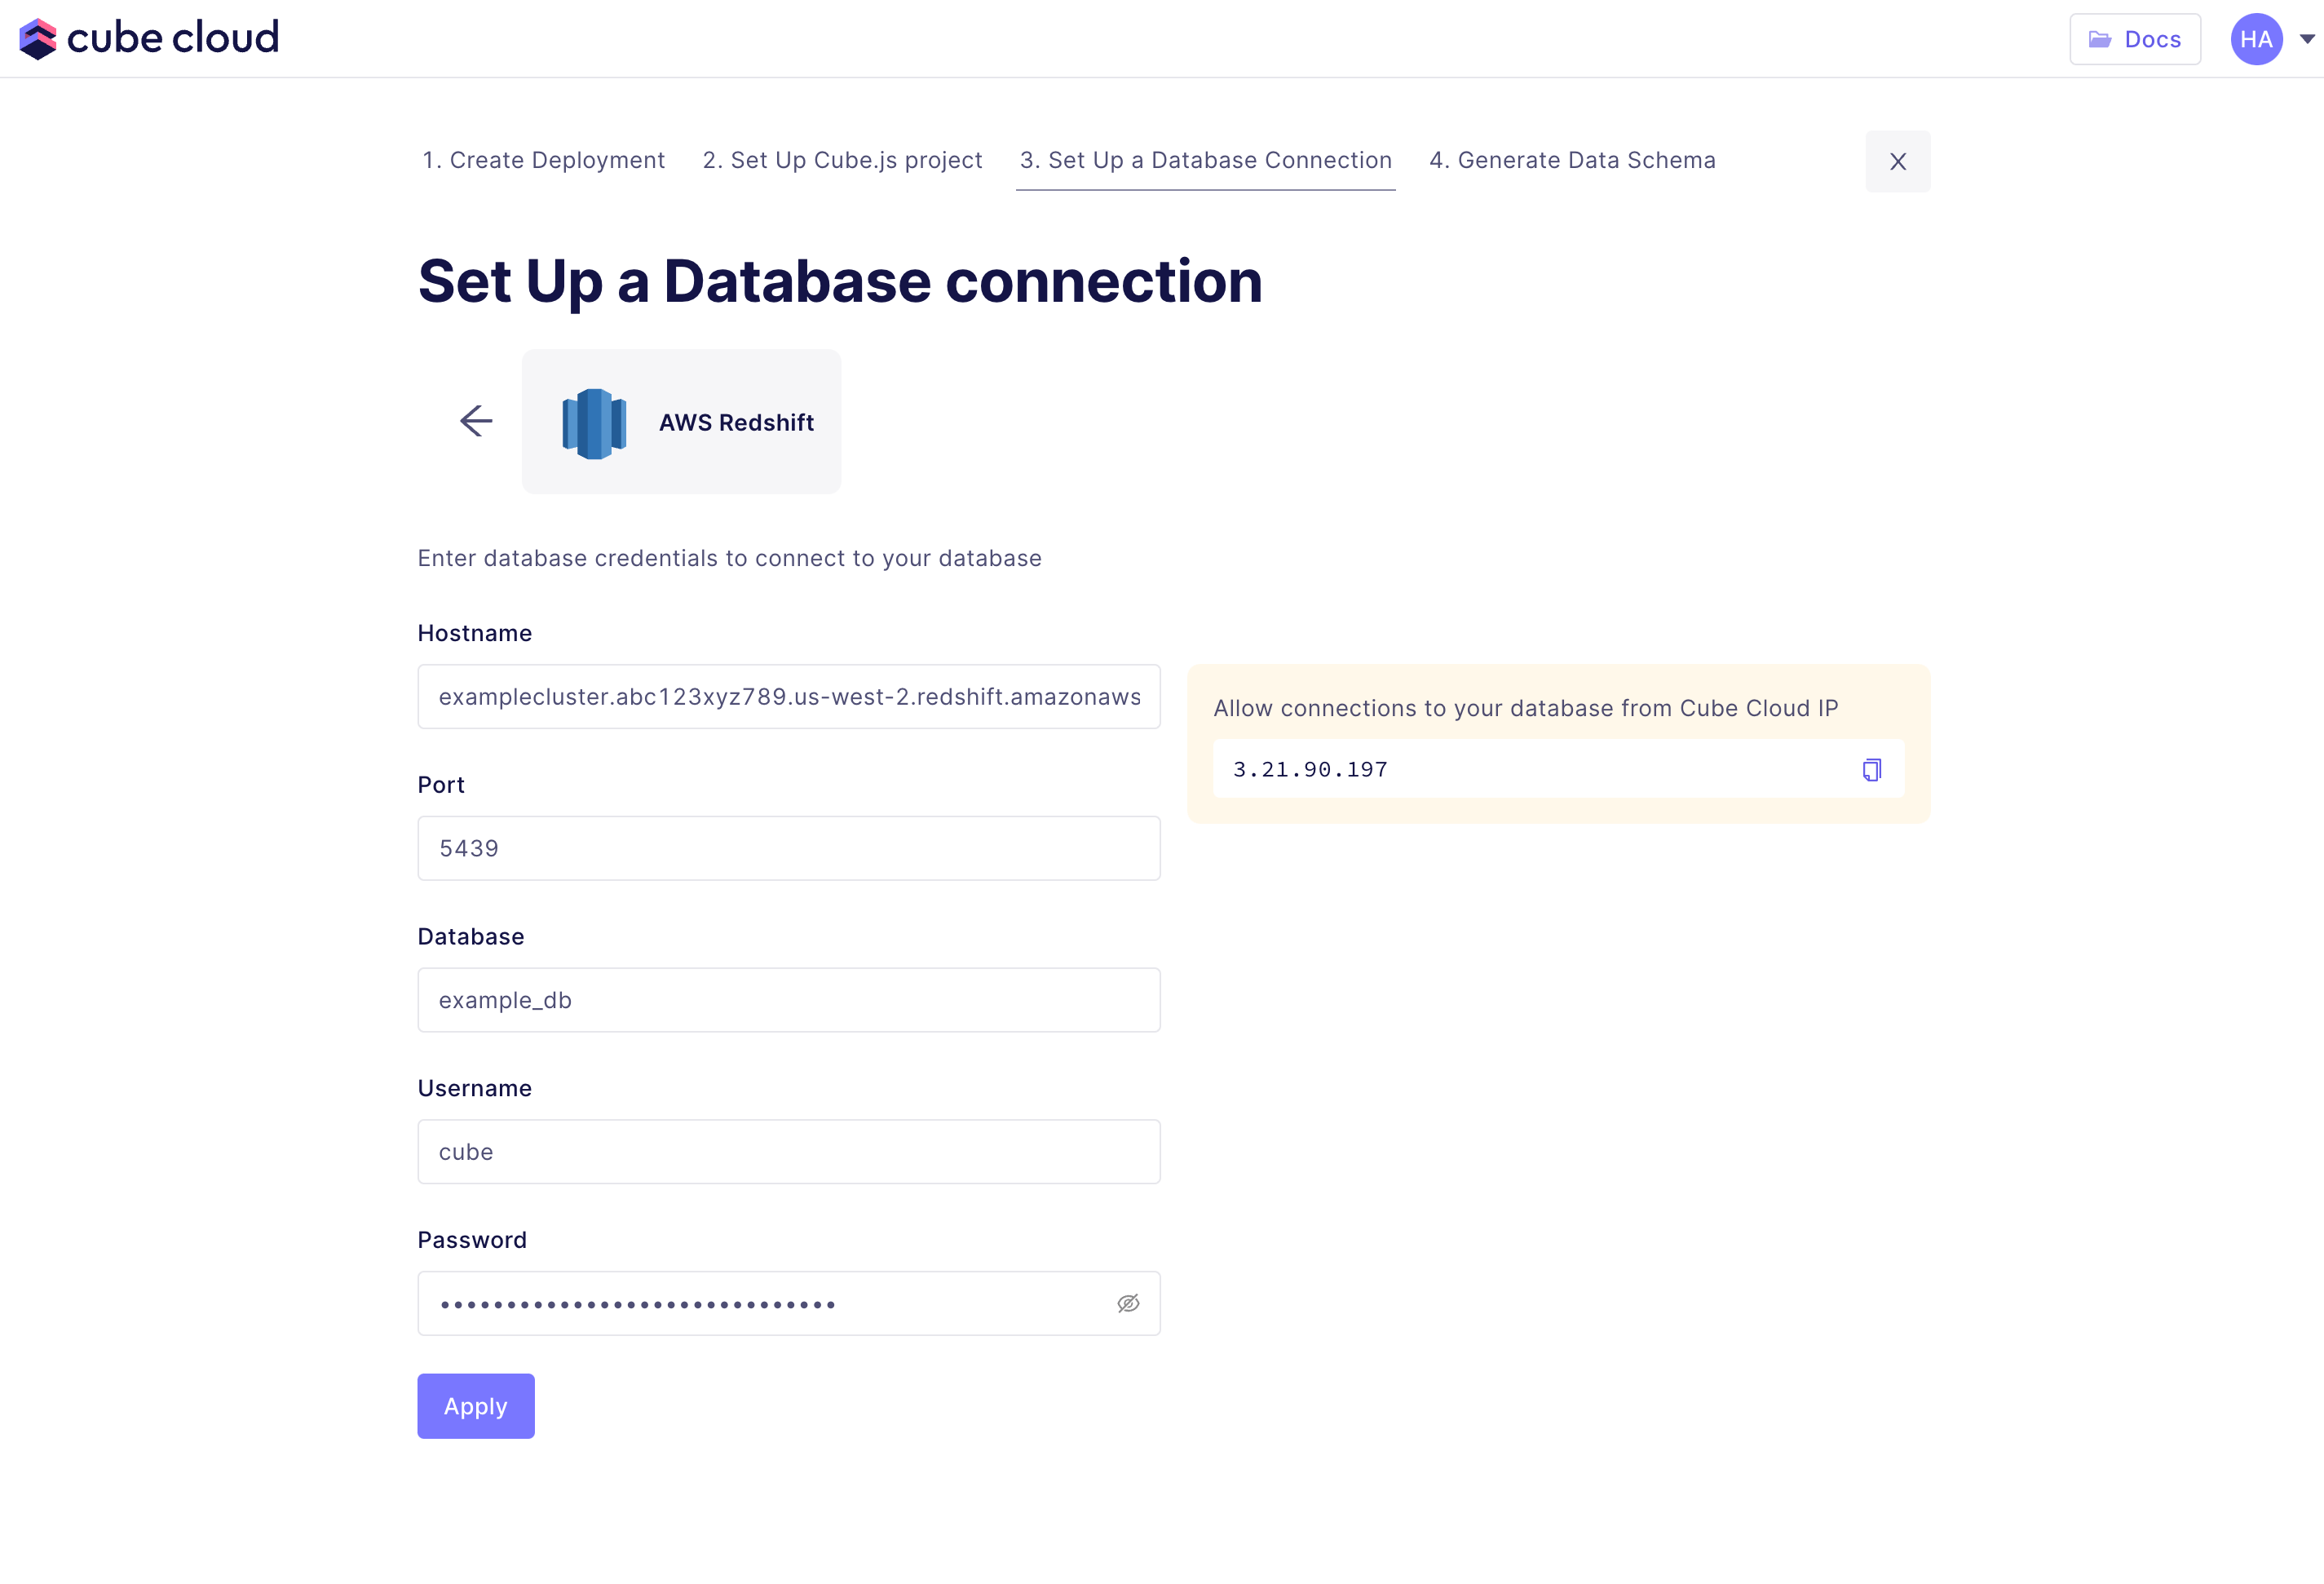 cube cloud
Docs
HA
1. Create Deployment
2. Set Up Cube.js project
3. Set Up a Database Connection
4. Generate Data Schema
Set Up a Database connection
AWS Redshift
Enter database credentials to connect to your database
Hostname
examplecluster.abc123xyz789.us-west-2.redshift.amazonaws
Allow connections to your database from Cube Cloud IP
3.21.90.197
Port
5439
Database
example_db
Username
cube
Password
••••••••••••••••••••••••••••••
Apply